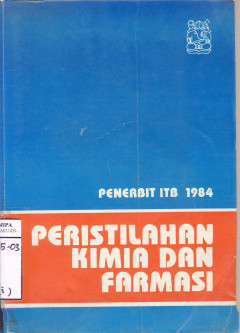 PENERBIT ITB 1984
PERISTILAHAN
KIMIA DAN
FARMASI